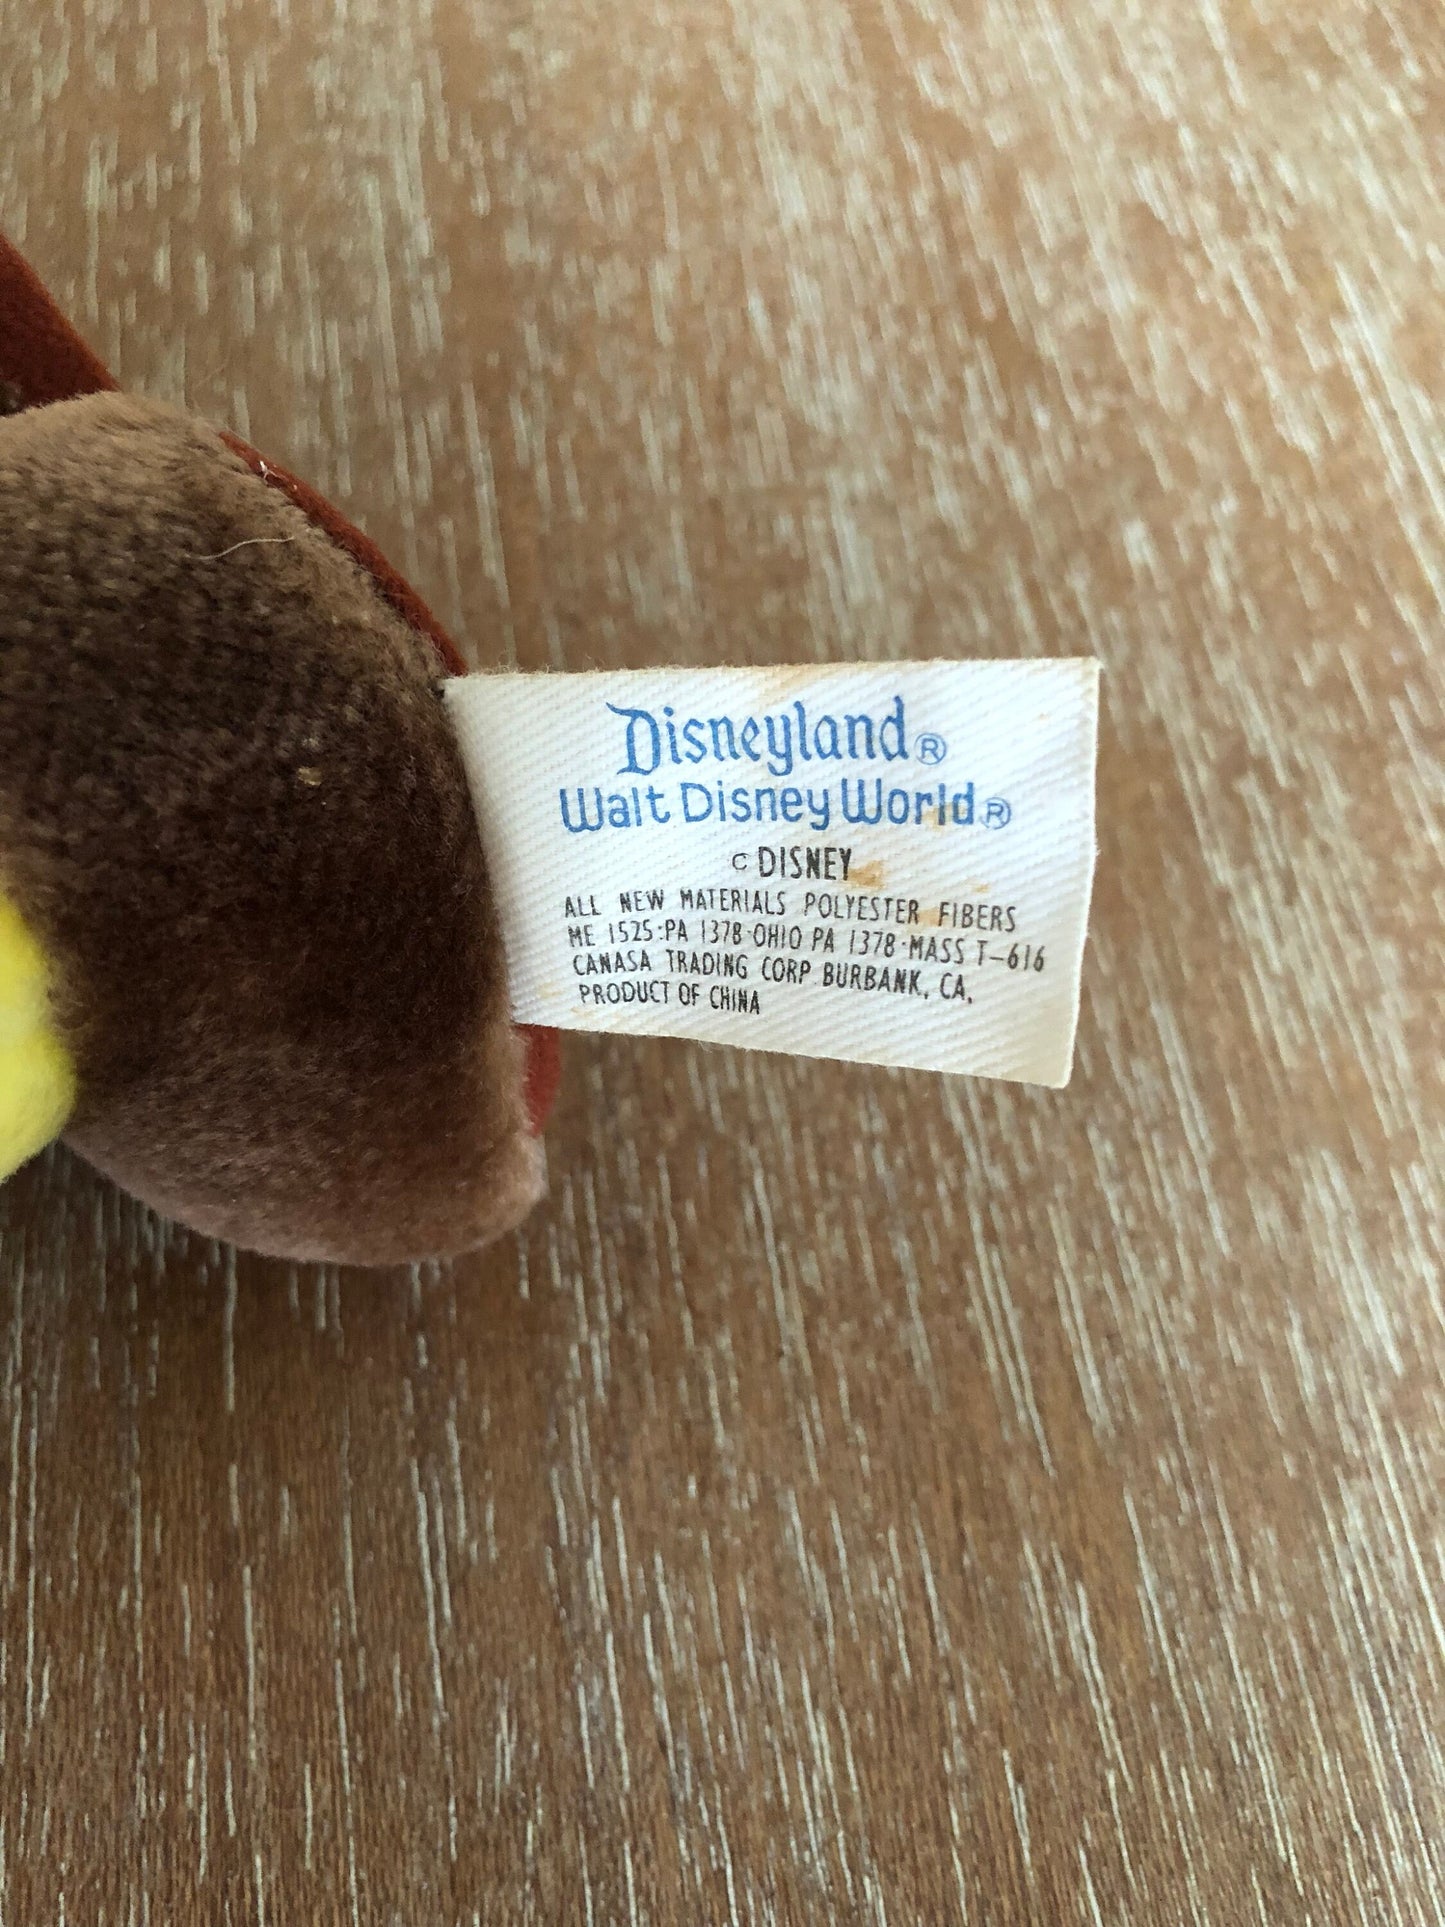 Disneyland®
Walt Disney World®
© DISNEY
ALL NEW MATERIALS POLYESTER FIBERS
ME 1525:PA 1378·OHIO PA 1378·MASS T-616
CANASA TRADING CORP. BURBANK, CA.
PRODUCT OF CHINA